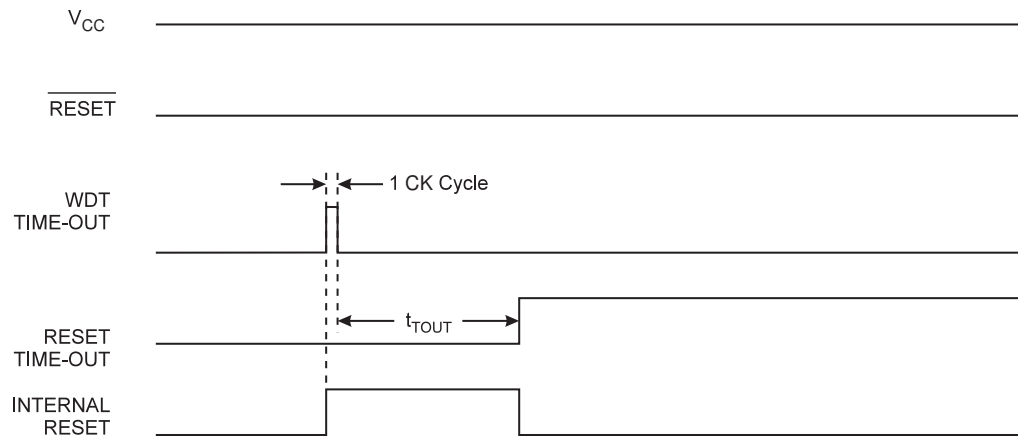 VCC
RESET
1 CK Cycle
WDT
TIME-OUT
tTOUT
RESET
TIME-OUT
INTERNAL
RESET